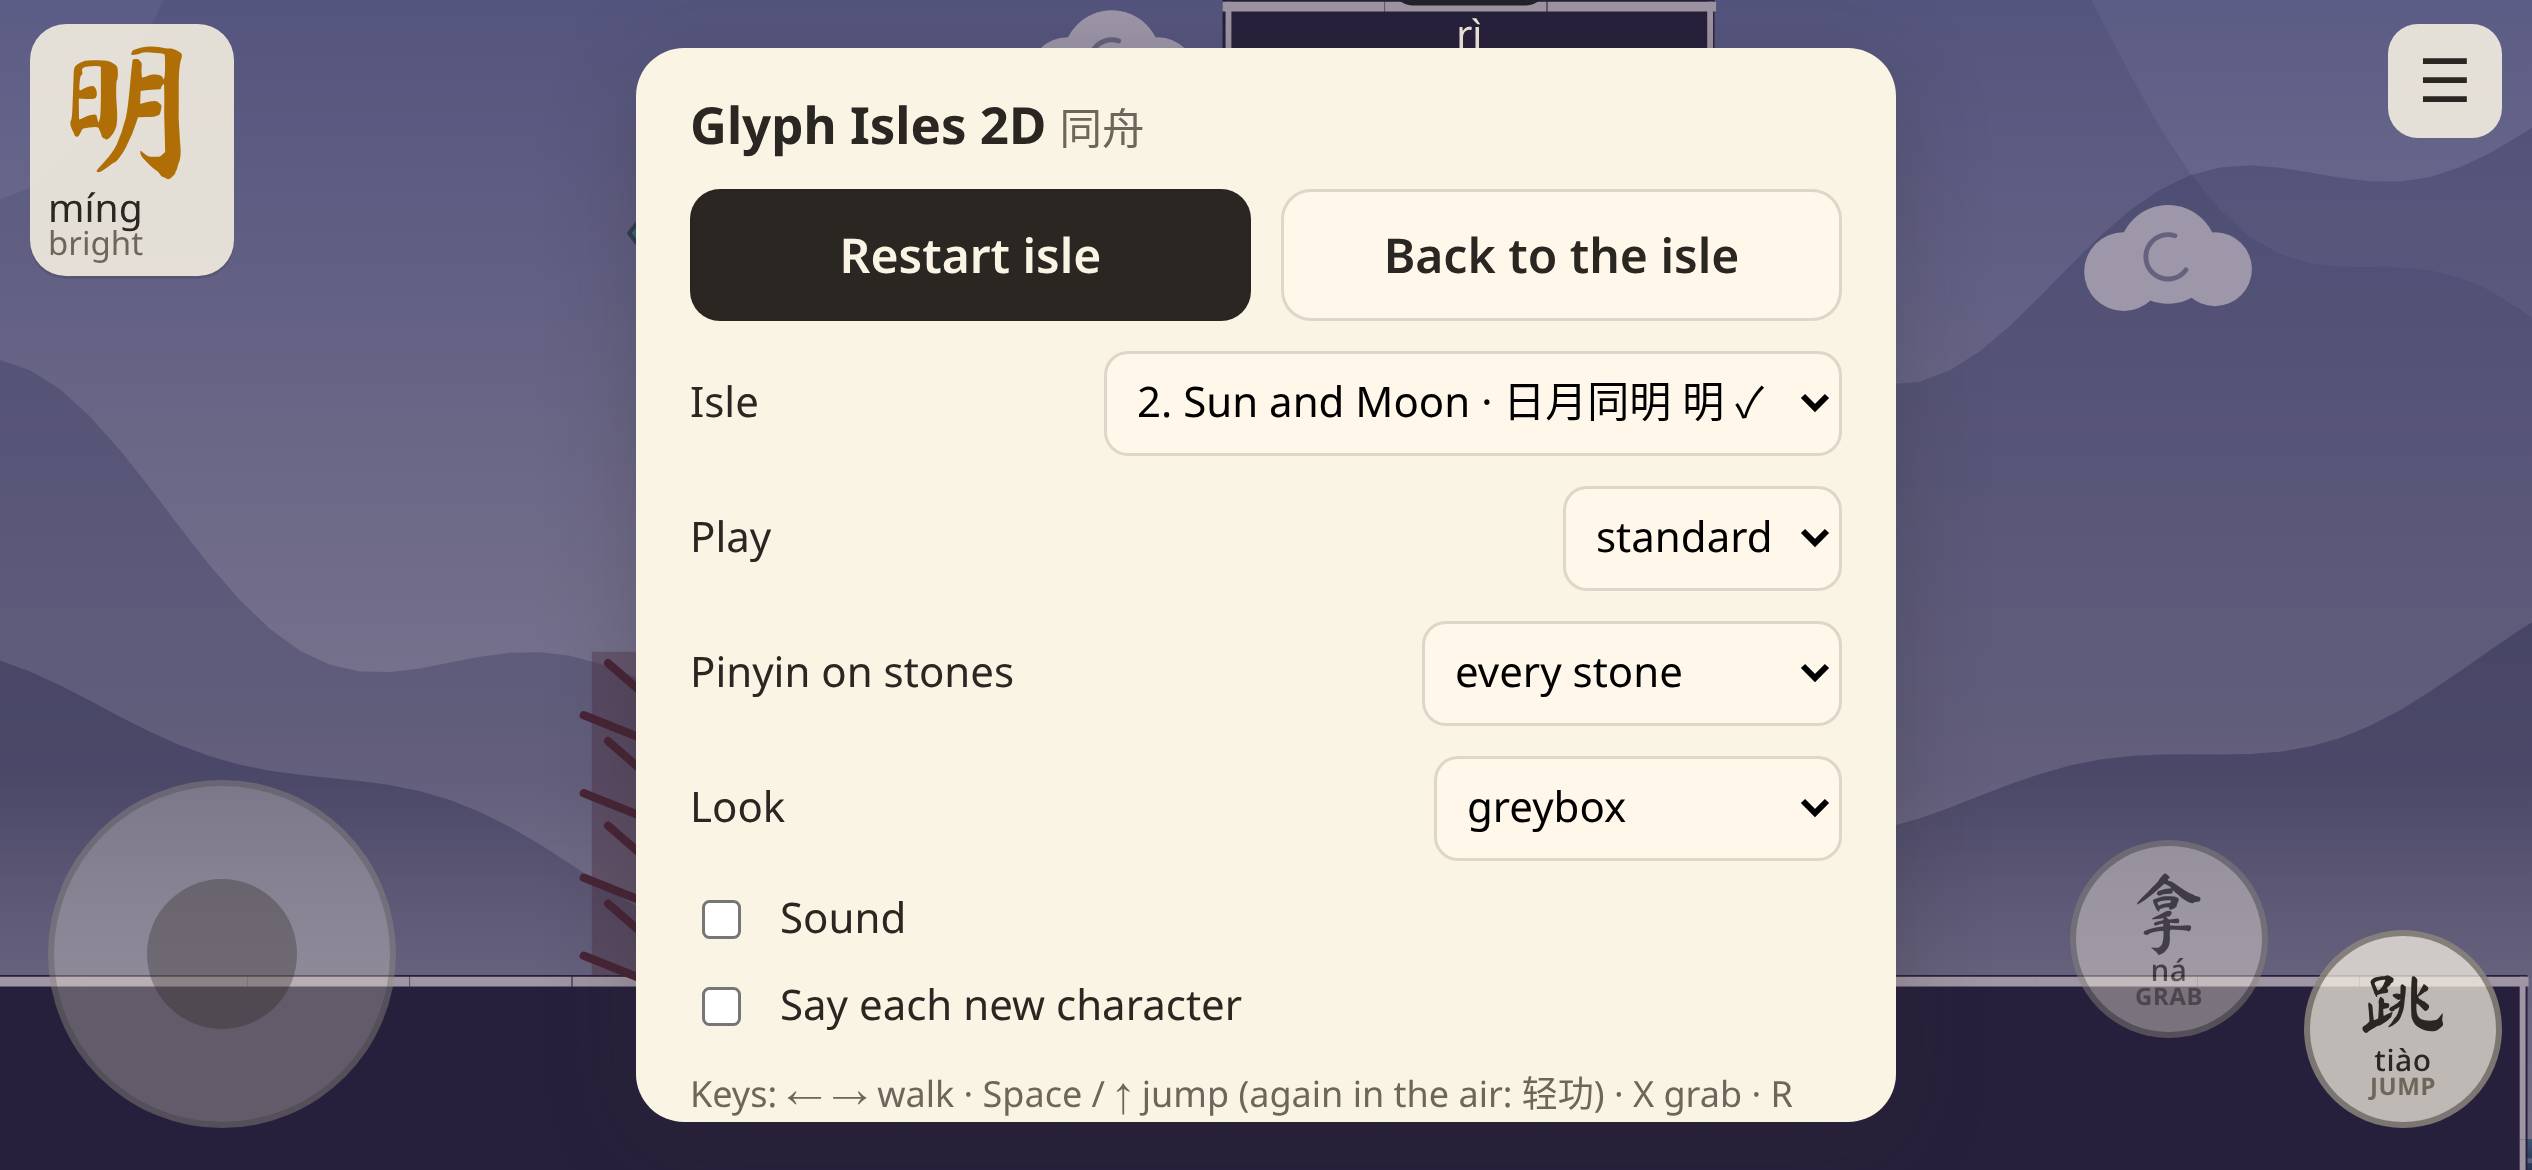 明
míng
bright
rì
☰
Glyph Isles 2D 同舟
Restart isle
Back to the isle
Isle
2. Sun and Moon · 日月同明 明 ✓
Play
standard
Pinyin on stones
every stone
Look
greybox
Sound
Say each new character
Keys: ← → walk · Space / ↑ jump (again in the air: 轻功) · X grab · R
拿
ná
GRAB
跳
tiào
JUMP